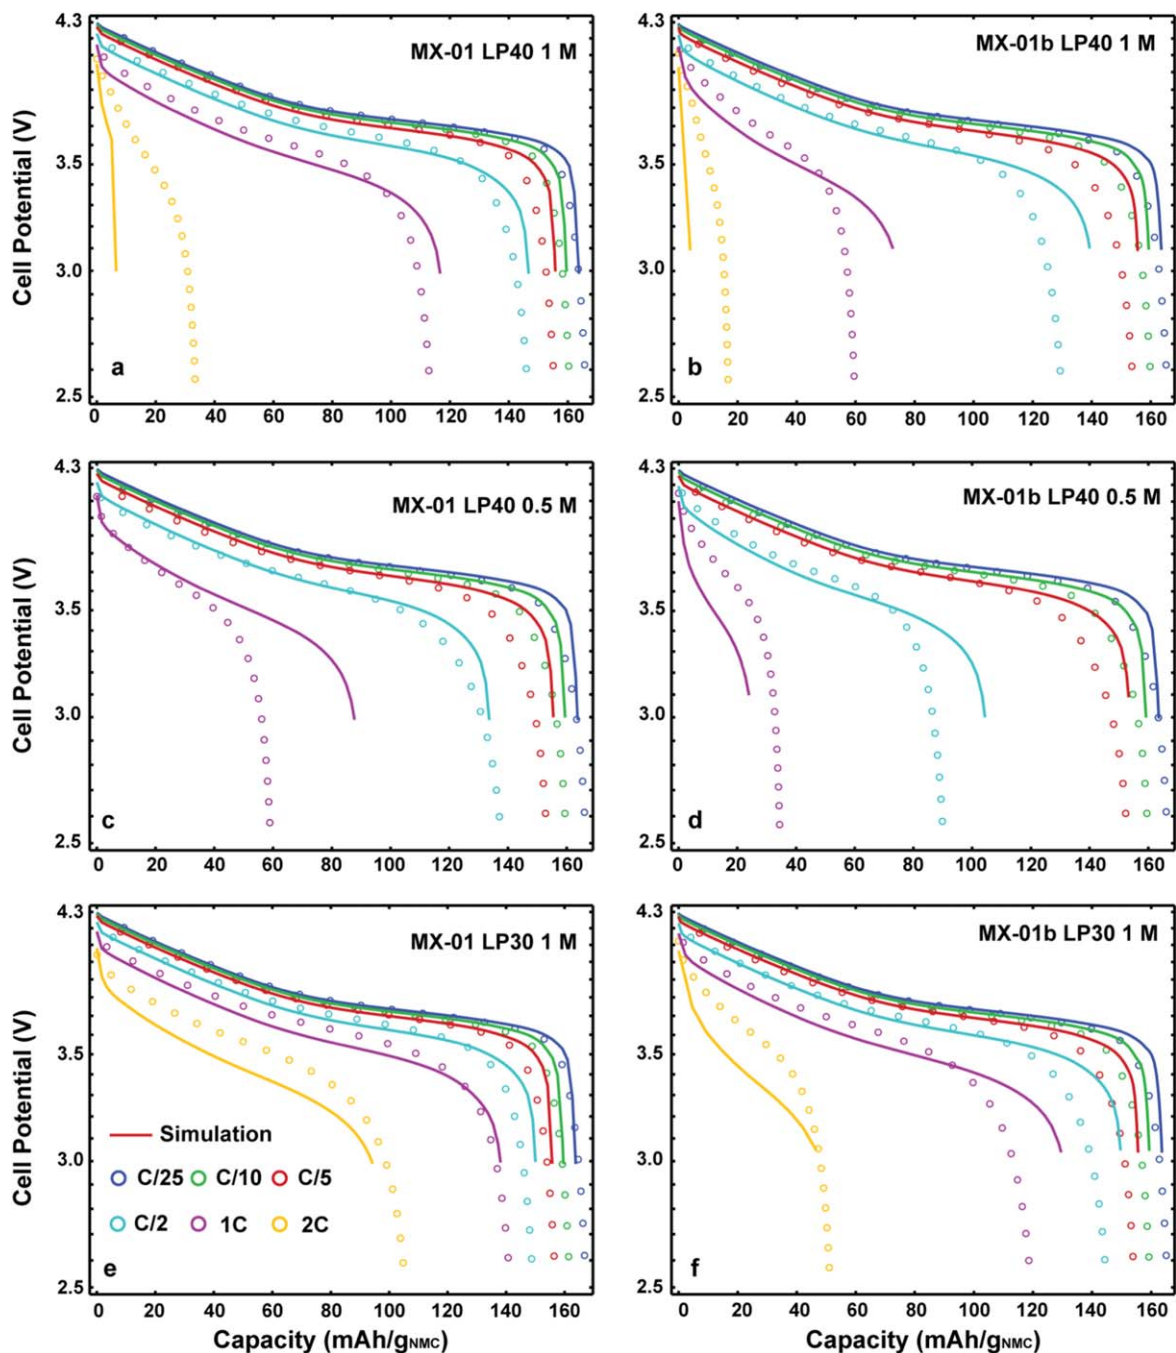 4.3
3.5
3.0
2.5
Cell Potential (V)
MX-01 LP40 1 M
a
0 20 40 60 80 100 120 140 160
4.3
3.5
3.0
2.5
MX-01b LP40 1 M
b
0 20 40 60 80 100 120 140 160
4.3
3.5
3.0
2.5
Cell Potential (V)
MX-01 LP40 0.5 M
c
0 20 40 60 80 100 120 140 160
4.3
3.5
3.0
2.5
MX-01b LP40 0.5 M
d
0 20 40 60 80 100 120 140 160
4.3
3.5
3.0
2.5
Cell Potential (V)
MX-01 LP30 1 M
Simulation
C/25 C/10 C/5
C/2 1C 2C
e
0 20 40 60 80 100 120 140 160
Capacity (mAh/gNMC)
4.3
3.5
3.0
2.5
MX-01b LP30 1 M
f
0 20 40 60 80 100 120 140 160
Capacity (mAh/gNMC)